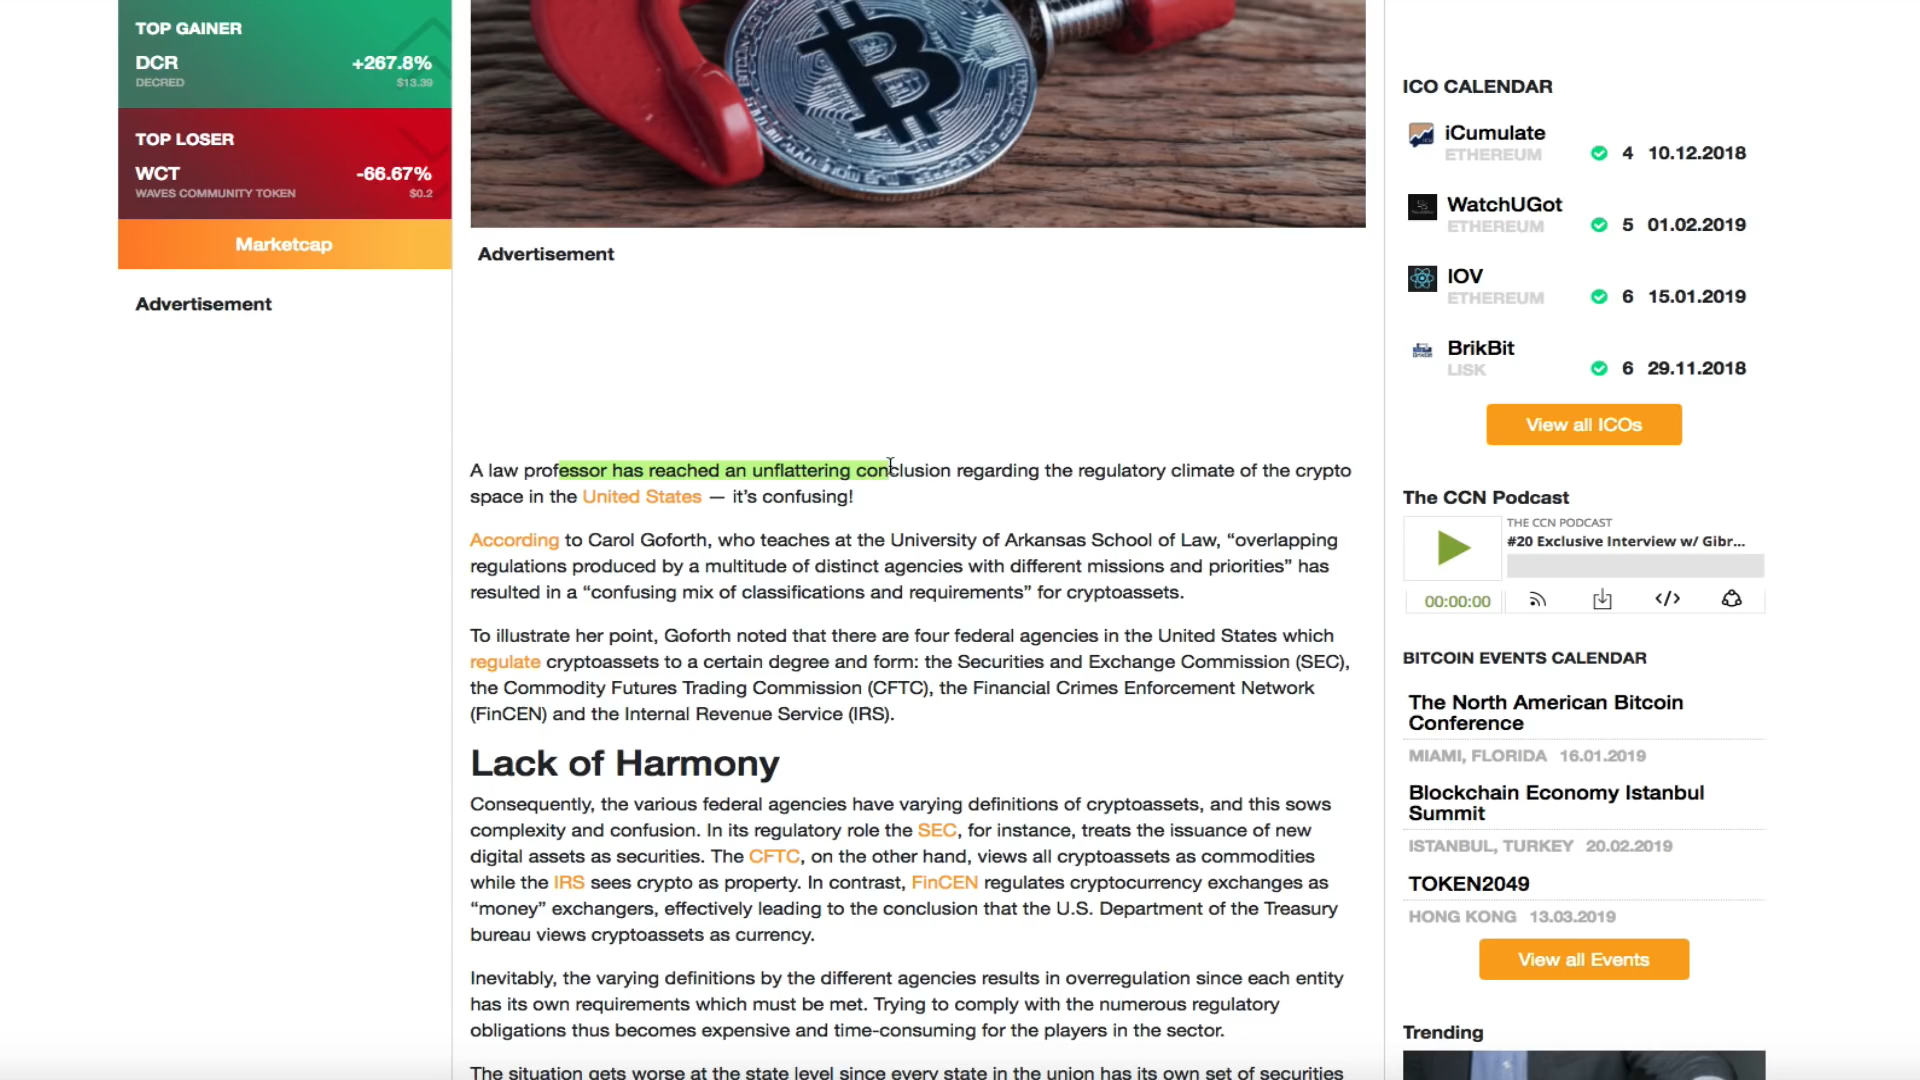 TOP GAINER
DCR +267.8%
DECRED $13.39
TOP LOSER
WCT -66.67%
WAVES COMMUNITY TOKEN $0.2
Marketcap
Advertisement
Advertisement
A law professor has reached an unflattering conclusion regarding the regulatory climate of the crypto
space in the United States — it’s confusing!
According to Carol Goforth, who teaches at the University of Arkansas School of Law, “overlapping
regulations produced by a multitude of distinct agencies with different missions and priorities” has
resulted in a “confusing mix of classifications and requirements” for cryptoassets.
To illustrate her point, Goforth noted that there are four federal agencies in the United States which
regulate cryptoassets to a certain degree and form: the Securities and Exchange Commission (SEC),
the Commodity Futures Trading Commission (CFTC), the Financial Crimes Enforcement Network
(FinCEN) and the Internal Revenue Service (IRS).
Lack of Harmony
Consequently, the various federal agencies have varying definitions of cryptoassets, and this sows
complexity and confusion. In its regulatory role the SEC, for instance, treats the issuance of new
digital assets as securities. The CFTC, on the other hand, views all cryptoassets as commodities
while the IRS sees crypto as property. In contrast, FinCEN regulates cryptocurrency exchanges as
“money” exchangers, effectively leading to the conclusion that the U.S. Department of the Treasury
bureau views cryptoassets as currency.
Inevitably, the varying definitions by the different agencies results in overregulation since each entity
has its own requirements which must be met. Trying to comply with the numerous regulatory
obligations thus becomes expensive and time-consuming for the players in the sector.
The situation gets worse at the state level since every state in the union has its own set of securities
ICO CALENDAR
iCumulate
ETHEREUM 4 10.12.2018
WatchUGot
ETHEREUM 5 01.02.2019
IOV
ETHEREUM 6 15.01.2019
BrikBit
LISK 6 29.11.2018
View all ICOs
The CCN Podcast
THE CCN PODCAST
#20 Exclusive Interview w/ Gibr...
00:00:00
BITCOIN EVENTS CALENDAR
The North American Bitcoin
Conference
MIAMI, FLORIDA 16.01.2019
Blockchain Economy Istanbul
Summit
ISTANBUL, TURKEY 20.02.2019
TOKEN2049
HONG KONG 13.03.2019
View all Events
Trending